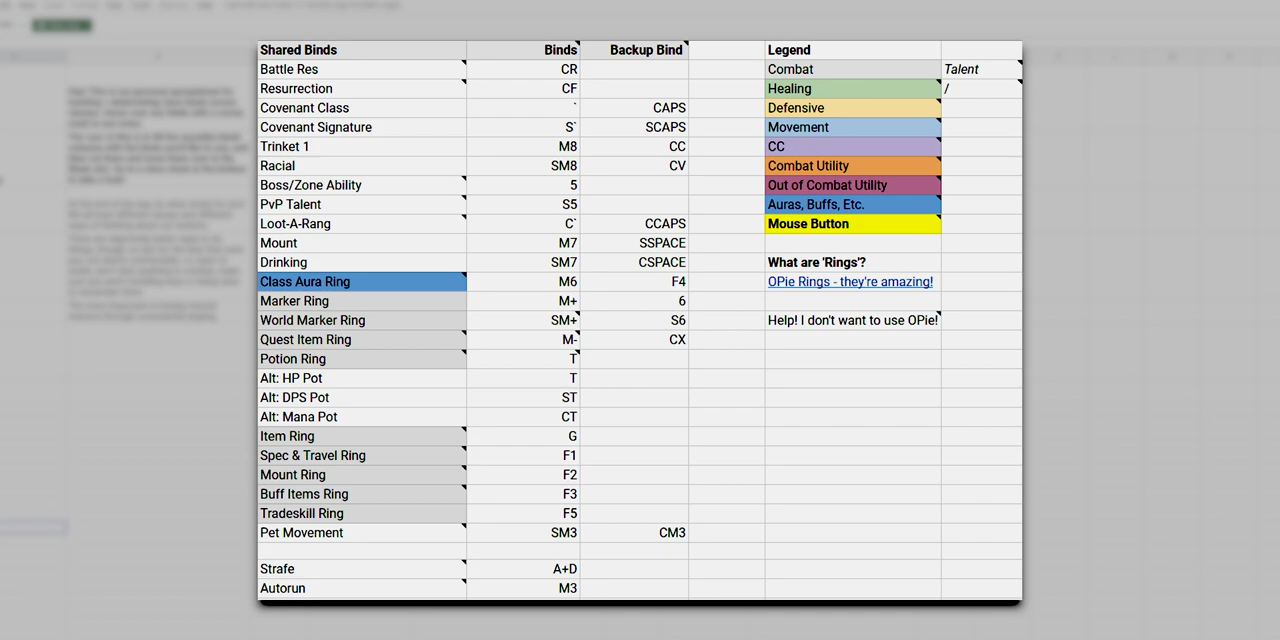 Shared Binds Binds Backup Bind Legend
Battle Res CR Combat Talent
Resurrection CF Healing /
Covenant Class ` CAPS Defensive
Covenant Signature S` SCAPS Movement
Trinket 1 M8 CC CC
Racial SM8 CV Combat Utility
Boss/Zone Ability 5 Out of Combat Utility
PvP Talent S5 Auras, Buffs, Etc.
Loot-A-Rang C` CCAPS Mouse Button
Mount M7 SSPACE
Drinking SM7 CSPACE What are 'Rings'?
Class Aura Ring M6 F4 OPie Rings - they're amazing!
Marker Ring M+ 6
World Marker Ring SM+ S6 Help! I don't want to use OPie!
Quest Item Ring M- CX
Potion Ring T
Alt: HP Pot T
Alt: DPS Pot ST
Alt: Mana Pot CT
Item Ring G
Spec & Travel Ring F1
Mount Ring F2
Buff Items Ring F3
Tradeskill Ring F5
Pet Movement SM3 CM3
Strafe A+D
Autorun M3